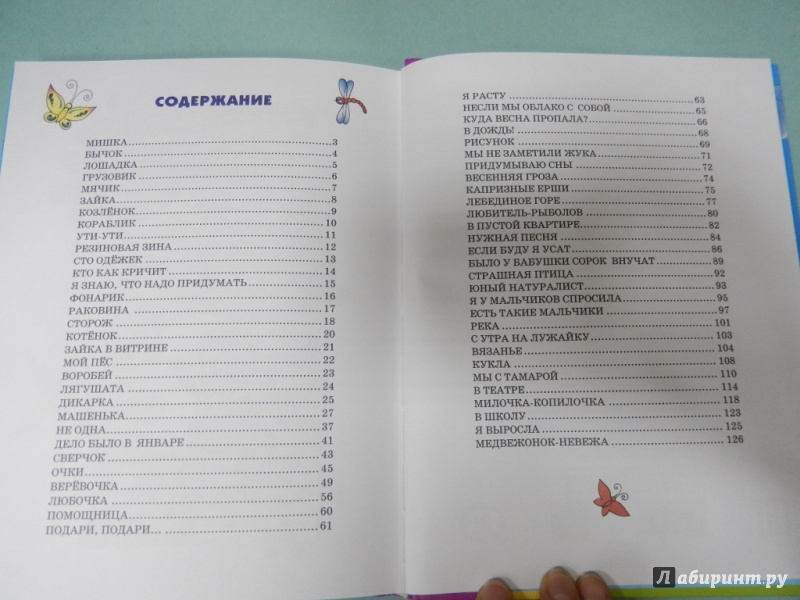 СОДЕРЖАНИЕ
МИШКА 3
БЫЧОК 4
ЛОШАДКА 5
ГРУЗОВИК 6
МЯЧИК 7
ЗАЙКА 8
КОЗЛЁНОК 9
КОРАБЛИК 10
УТИ-УТИ 11
РЕЗИНОВАЯ ЗИНА 12
СТО ОДЁЖЕК 13
КТО КАК КРИЧИТ 14
Я ЗНАЮ, ЧТО НАДО ПРИДУМАТЬ 15
ФОНАРИК 16
РАКОВИНА 17
СТОРОЖ 18
КОТЁНОК 20
ЗАЙКА В ВИТРИНЕ 21
МОЙ ПЁС 22
ВОРОБЕЙ 23
ЛЯГУШАТА 24
ДИКАРКА 25
МАШЕНЬКА 27
НЕ ОДНА 37
ДЕЛО БЫЛО В ЯНВАРЕ 41
СВЕРЧОК 43
ОЧКИ 45
ВЕРЁВОЧКА 49
ЛЮБОЧКА 56
ПОМОЩНИЦА 60
ПОДАРИ, ПОДАРИ... 61
Я РАСТУ 63
НЕСЛИ МЫ ОБЛАКО С СОБОЙ 65
КУДА ВЕСНА ПРОПАЛА? 66
В ДОЖДЬ! 68
РИСУНОК 69
МЫ НЕ ЗАМЕТИЛИ ЖУКА 71
ПРИДУМЫВАЮ СНЫ 72
ВЕСЕННЯЯ ГРОЗА 74
КАПРИЗНЫЕ ЕРШИ 75
ЛЕБЕДИНОЕ ГОРЕ 77
ЛЮБИТЕЛЬ-РЫБОЛОВ 80
В ПУСТОЙ КВАРТИРЕ 82
НУЖНАЯ ПЕСНЯ 84
ЕСЛИ БУДУ Я УСАТ 86
БЫЛО У БАБУШКИ СОРОК ВНУЧАТ 89
СТРАШНАЯ ПТИЦА 92
ЮНЫЙ НАТУРАЛИСТ 93
Я У МАЛЬЧИКОВ СПРОСИЛА 95
ЕСТЬ ТАКИЕ МАЛЬЧИКИ 97
РЕКА 101
С УТРА НА ЛУЖАЙКУ 103
ВЯЗАНЬЕ 104
КУКЛА 108
МЫ С ТАМАРОЙ 110
В ТЕАТРЕ 114
МИЛОЧКА-КОПИЛОЧКА 118
В ШКОЛУ 123
Я ВЫРОСЛА 125
МЕДВЕЖОНОК-НЕВЕЖА 126
Лабиринт.ру